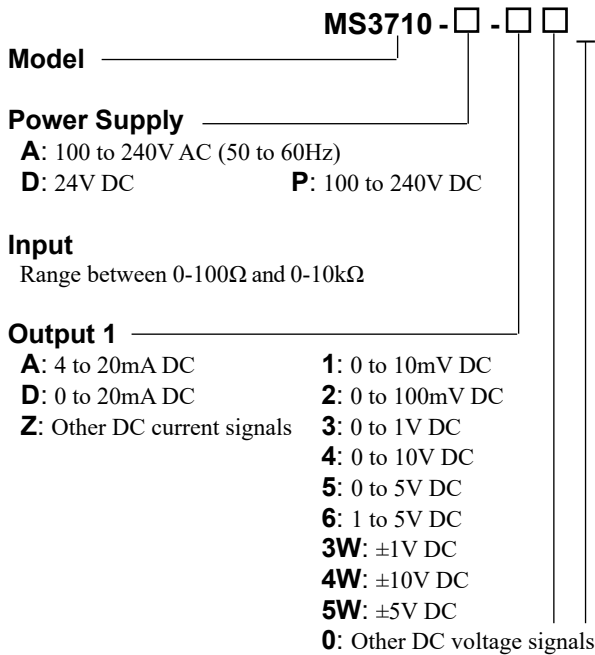 MS3710 - □ - □ □ _
Model
Power Supply
A: 100 to 240V AC (50 to 60Hz)
D: 24V DC P: 100 to 240V DC
Input
Range between 0-100Ω and 0-10kΩ
Output 1
A: 4 to 20mA DC 1: 0 to 10mV DC
D: 0 to 20mA DC 2: 0 to 100mV DC
Z: Other DC current signals 3: 0 to 1V DC
4: 0 to 10V DC
5: 0 to 5V DC
6: 1 to 5V DC
3W: ±1V DC
4W: ±10V DC
5W: ±5V DC
0: Other DC voltage signals